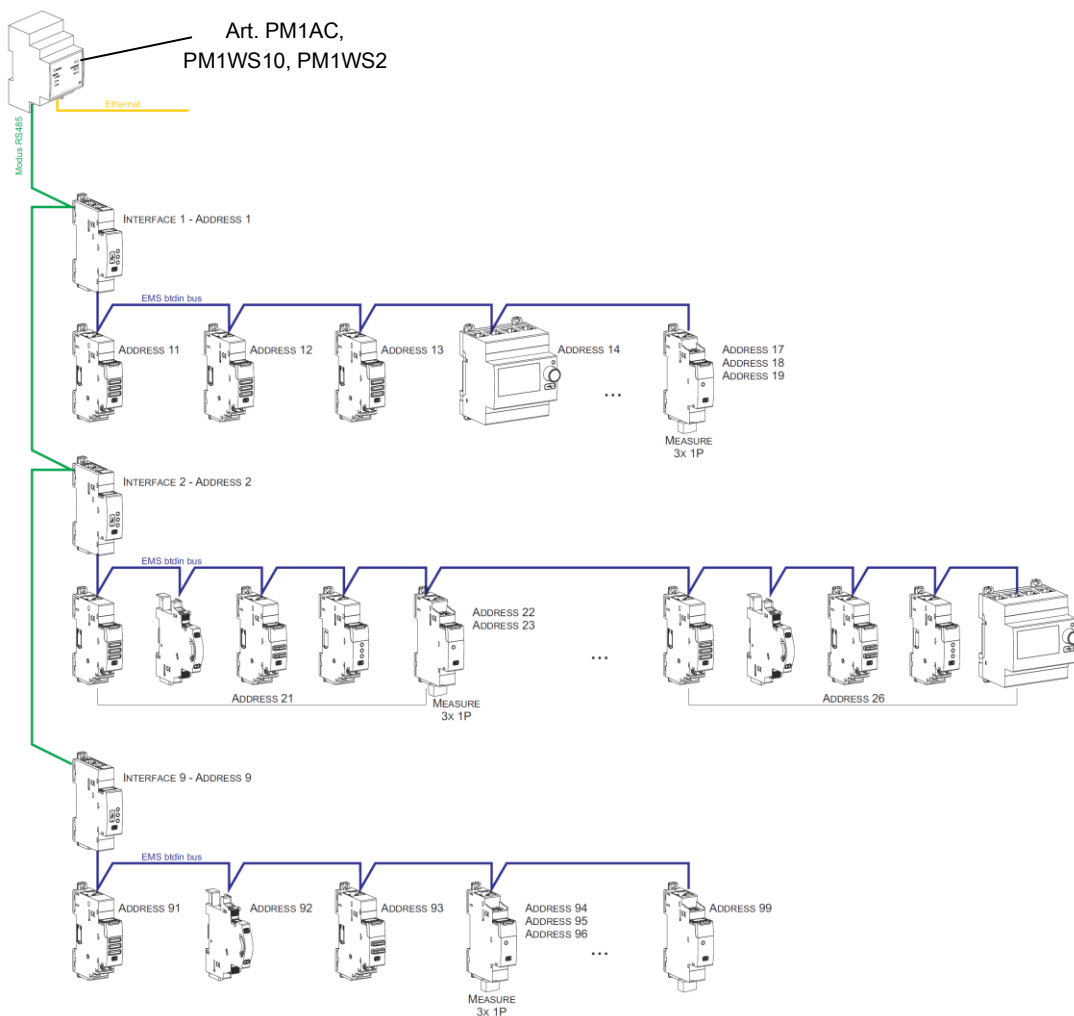 Art. PM1AC,
PM1WS10, PM1WS2
Ethernet
Modus RS485
INTERFACE 1 - ADDRESS 1
EMS btdin bus
ADDRESS 11
ADDRESS 12
ADDRESS 13
ADDRESS 14
...
ADDRESS 17
ADDRESS 18
ADDRESS 19
MEASURE
3X 1P
INTERFACE 2 - ADDRESS 2
EMS btdin bus
ADDRESS 22
ADDRESS 23
...
ADDRESS 21
MEASURE
3X 1P
ADDRESS 26
INTERFACE 9 - ADDRESS 9
EMS btdin bus
ADDRESS 91
ADDRESS 92
ADDRESS 93
ADDRESS 94
ADDRESS 95
ADDRESS 96
...
ADDRESS 99
MEASURE
3X 1P